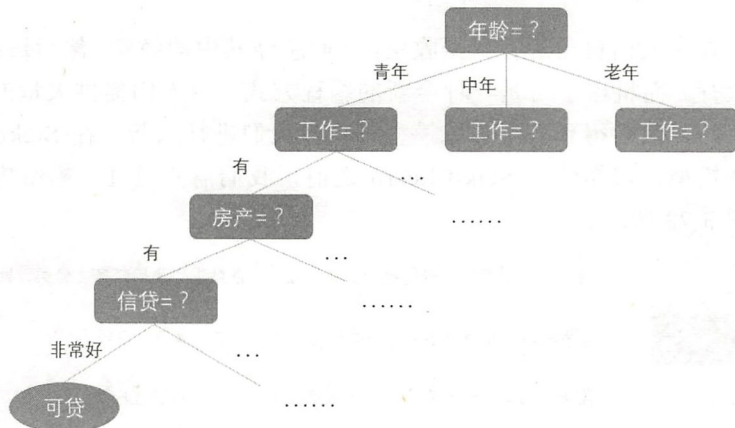 年龄=？
青年
中年
老年
工作=？
工作=？
工作=？
有
...
房产=？
......
有
...
信贷=？
......
非常好
...
可贷
......